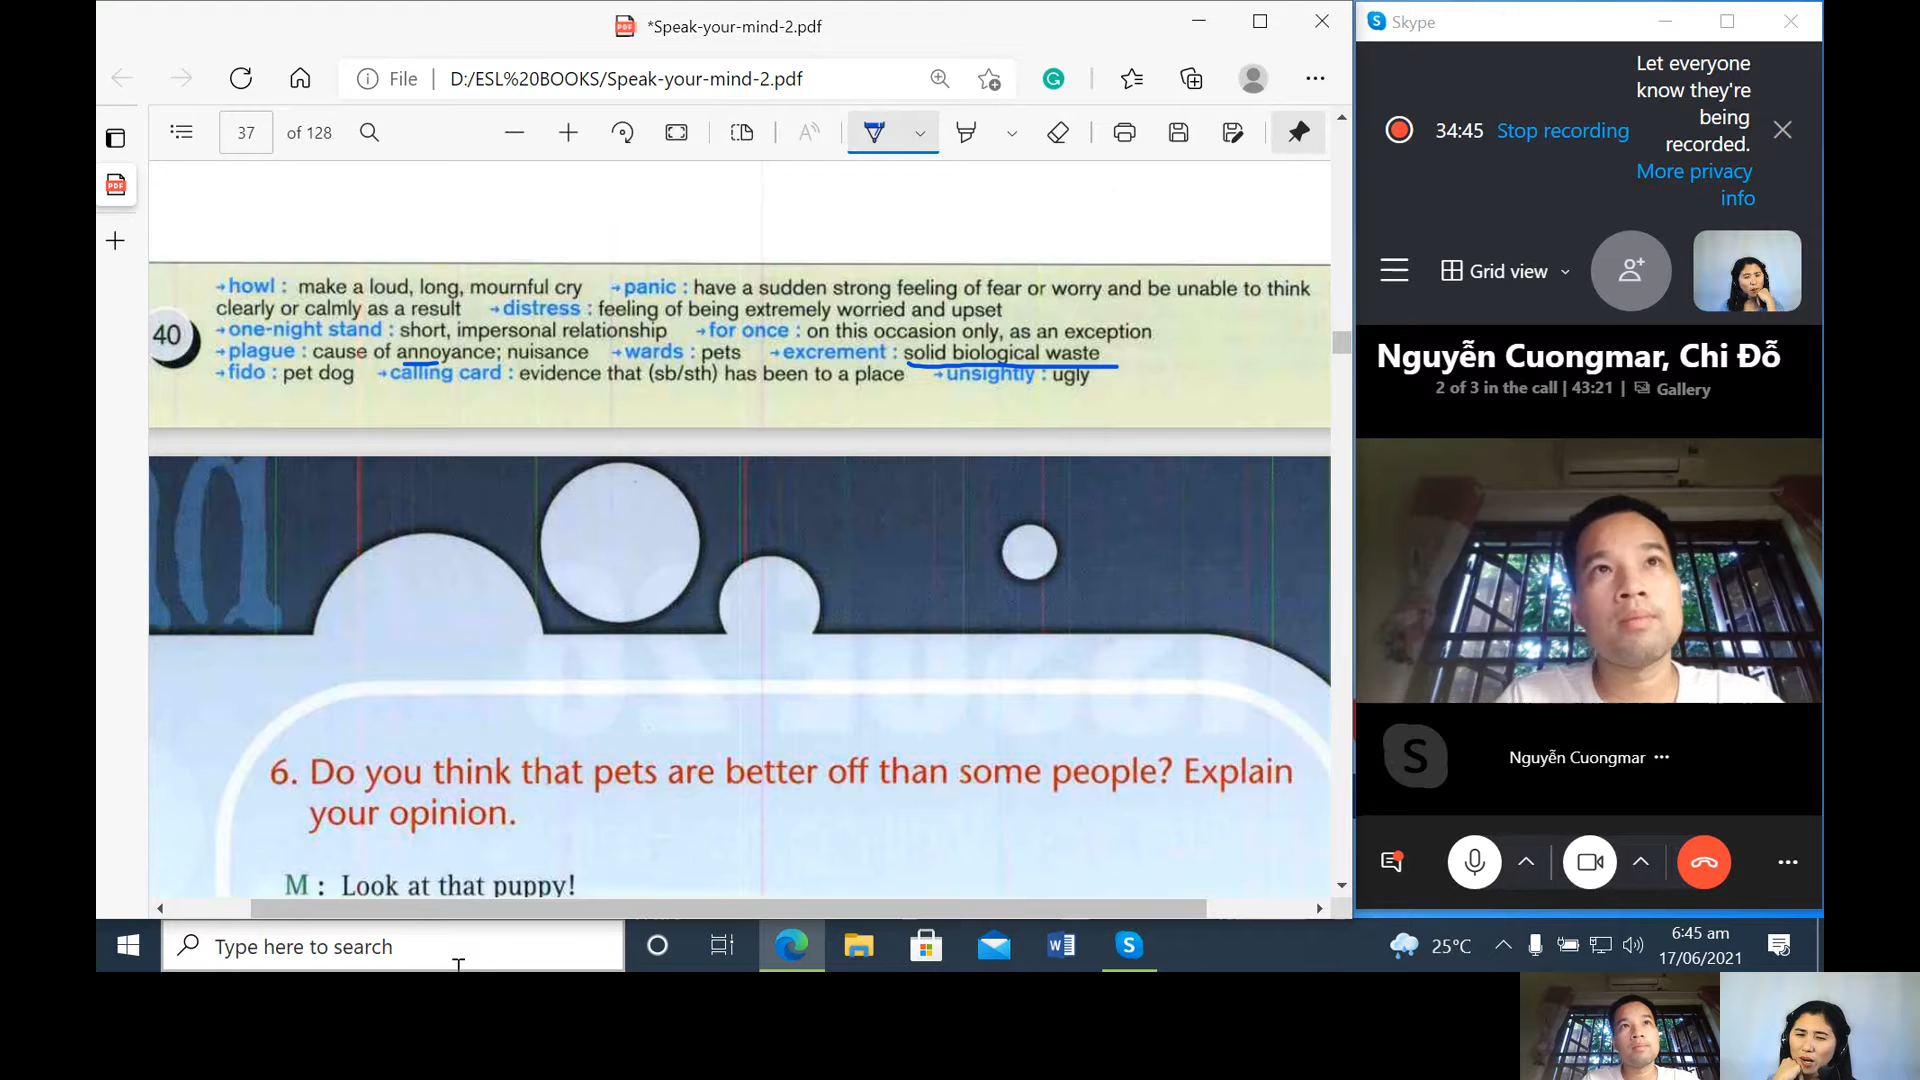 *Speak-your-mind-2.pdf
File D:/ESL%20BOOKS/Speak-your-mind-2.pdf
37 of 128
→howl : make a loud, long, mournful cry →panic : have a sudden strong feeling of fear or worry and be unable to think
clearly or calmly as a result →distress : feeling of being extremely worried and upset
→one-night stand : short, impersonal relationship →for once : on this occasion only, as an exception
→plague : cause of annoyance; nuisance →wards : pets →excrement : solid biological waste
→fido : pet dog →calling card : evidence that (sb/sth) has been to a place →unsightly : ugly
40
ISSUE 20
6. Do you think that pets are better off than some people? Explain
your opinion.
M : Look at that puppy!
Skype
34:45 Stop recording
Let everyone
know they're
being
recorded.
More privacy
info
Grid view
Nguyễn Cuongmar, Chi Đỗ
2 of 3 in the call | 43:21 | Gallery
S
Nguyễn Cuongmar
Type here to search
25°C
6:45 am
17/06/2021